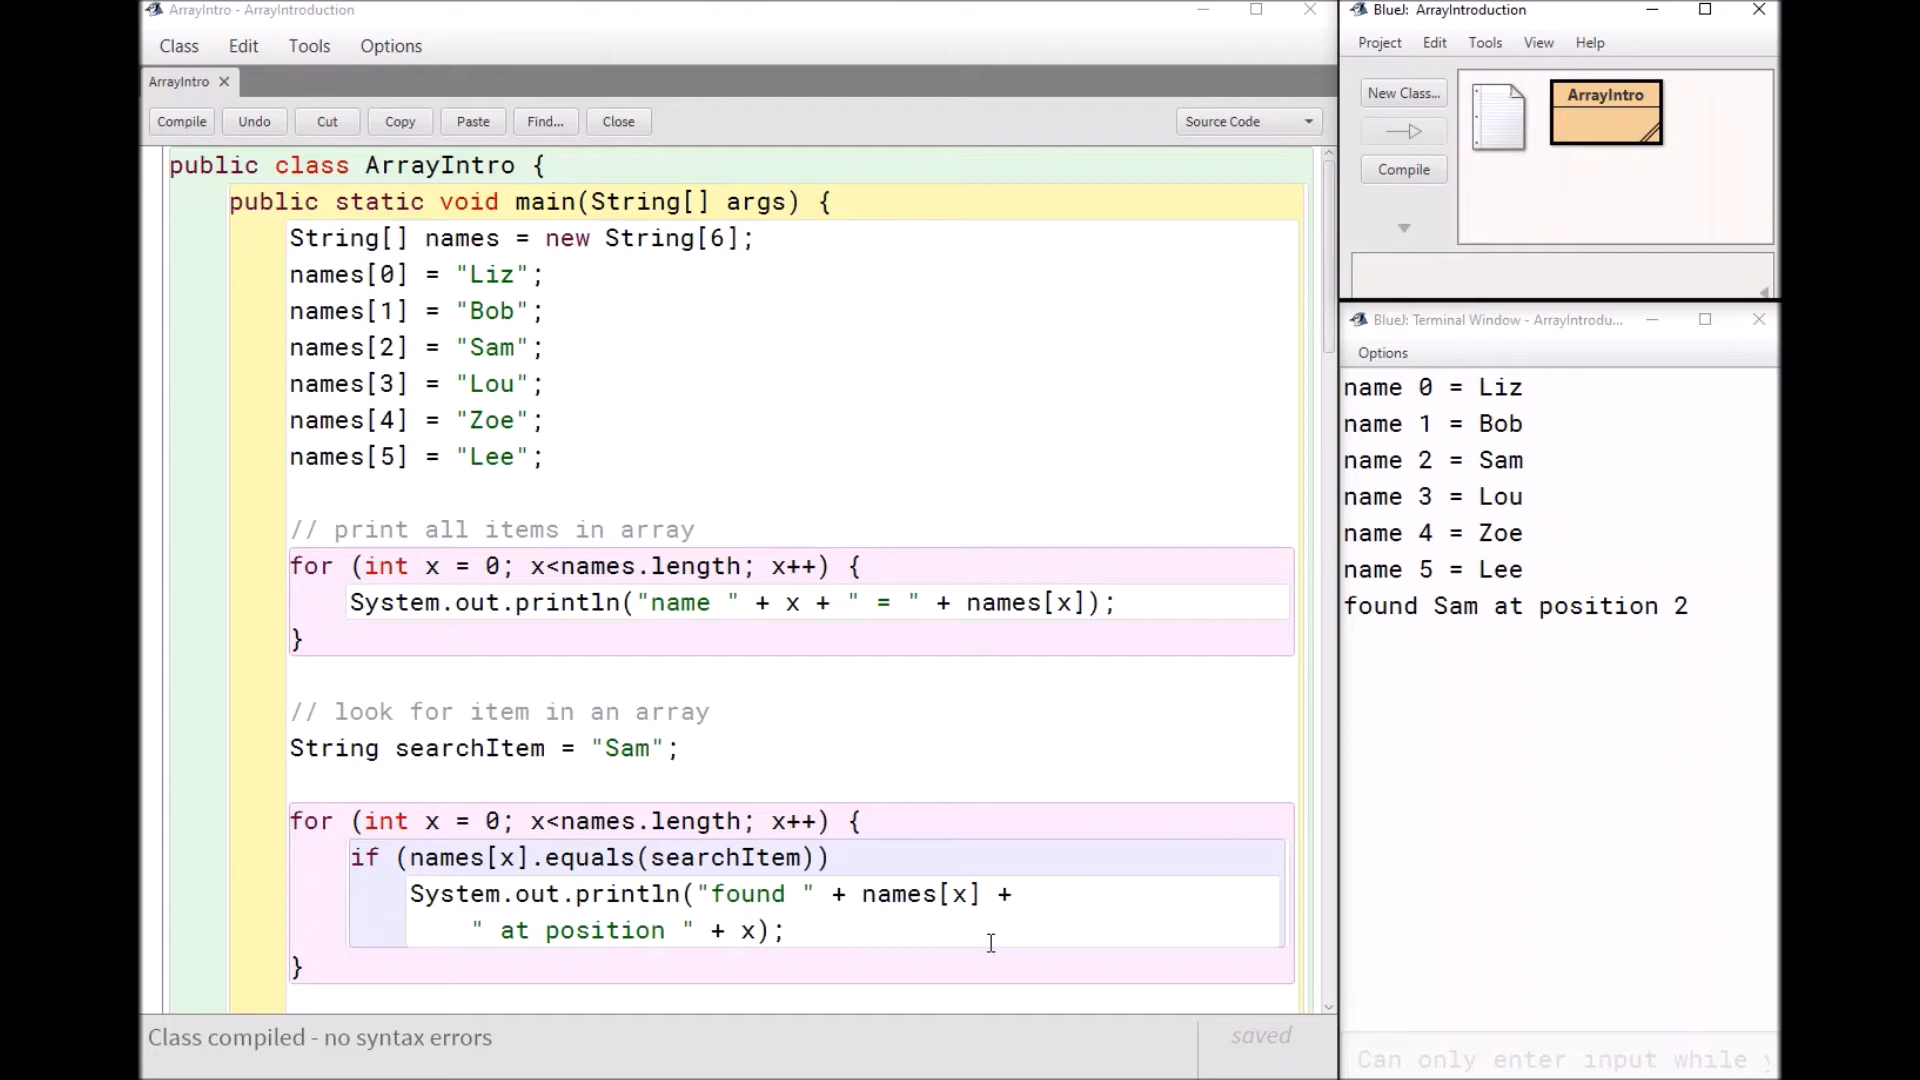 ArrayIntro - ArrayIntroduction
Class Edit Tools Options
ArrayIntro
Compile Undo Cut Copy Paste Find... Close Source Code
public class ArrayIntro {
public static void main(String[] args) {
String[] names = new String[6];
names[0] = "Liz";
names[1] = "Bob";
names[2] = "Sam";
names[3] = "Lou";
names[4] = "Zoe";
names[5] = "Lee";
// print all items in array
for (int x = 0; x<names.length; x++) {
System.out.println("name " + x + " = " + names[x]);
}
// look for item in an array
String searchItem = "Sam";
for (int x = 0; x<names.length; x++) {
if (names[x].equals(searchItem))
System.out.println("found " + names[x] +
" at position " + x);
}
Class compiled - no syntax errors
saved
BlueJ: ArrayIntroduction
Project Edit Tools View Help
New Class...
Compile
ArrayIntro
BlueJ: Terminal Window - ArrayIntrodu...
Options
name 0 = Liz
name 1 = Bob
name 2 = Sam
name 3 = Lou
name 4 = Zoe
name 5 = Lee
found Sam at position 2
Can only enter input while